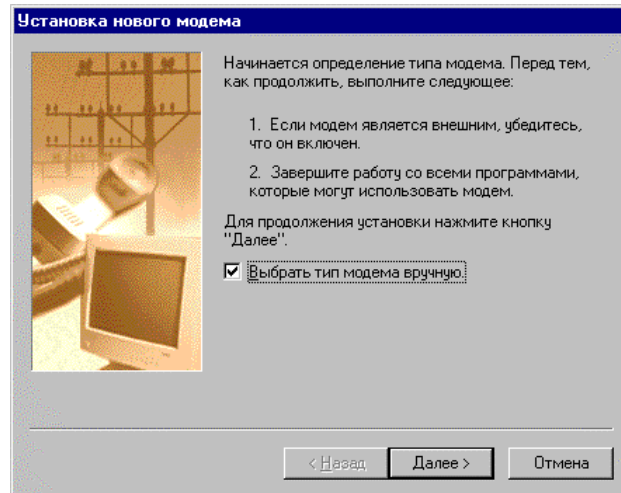 Установка нового модема
Начинается определение типа модема. Перед тем,
как продолжить, выполните следующее:
1. Если модем является внешним, убедитесь,
что он включен.
2. Завершите работу со всеми программами,
которые могут использовать модем.
Для продолжения установки нажмите кнопку
"Далее".
Выбрать тип модема вручную.
< Назад
Далее >
Отмена